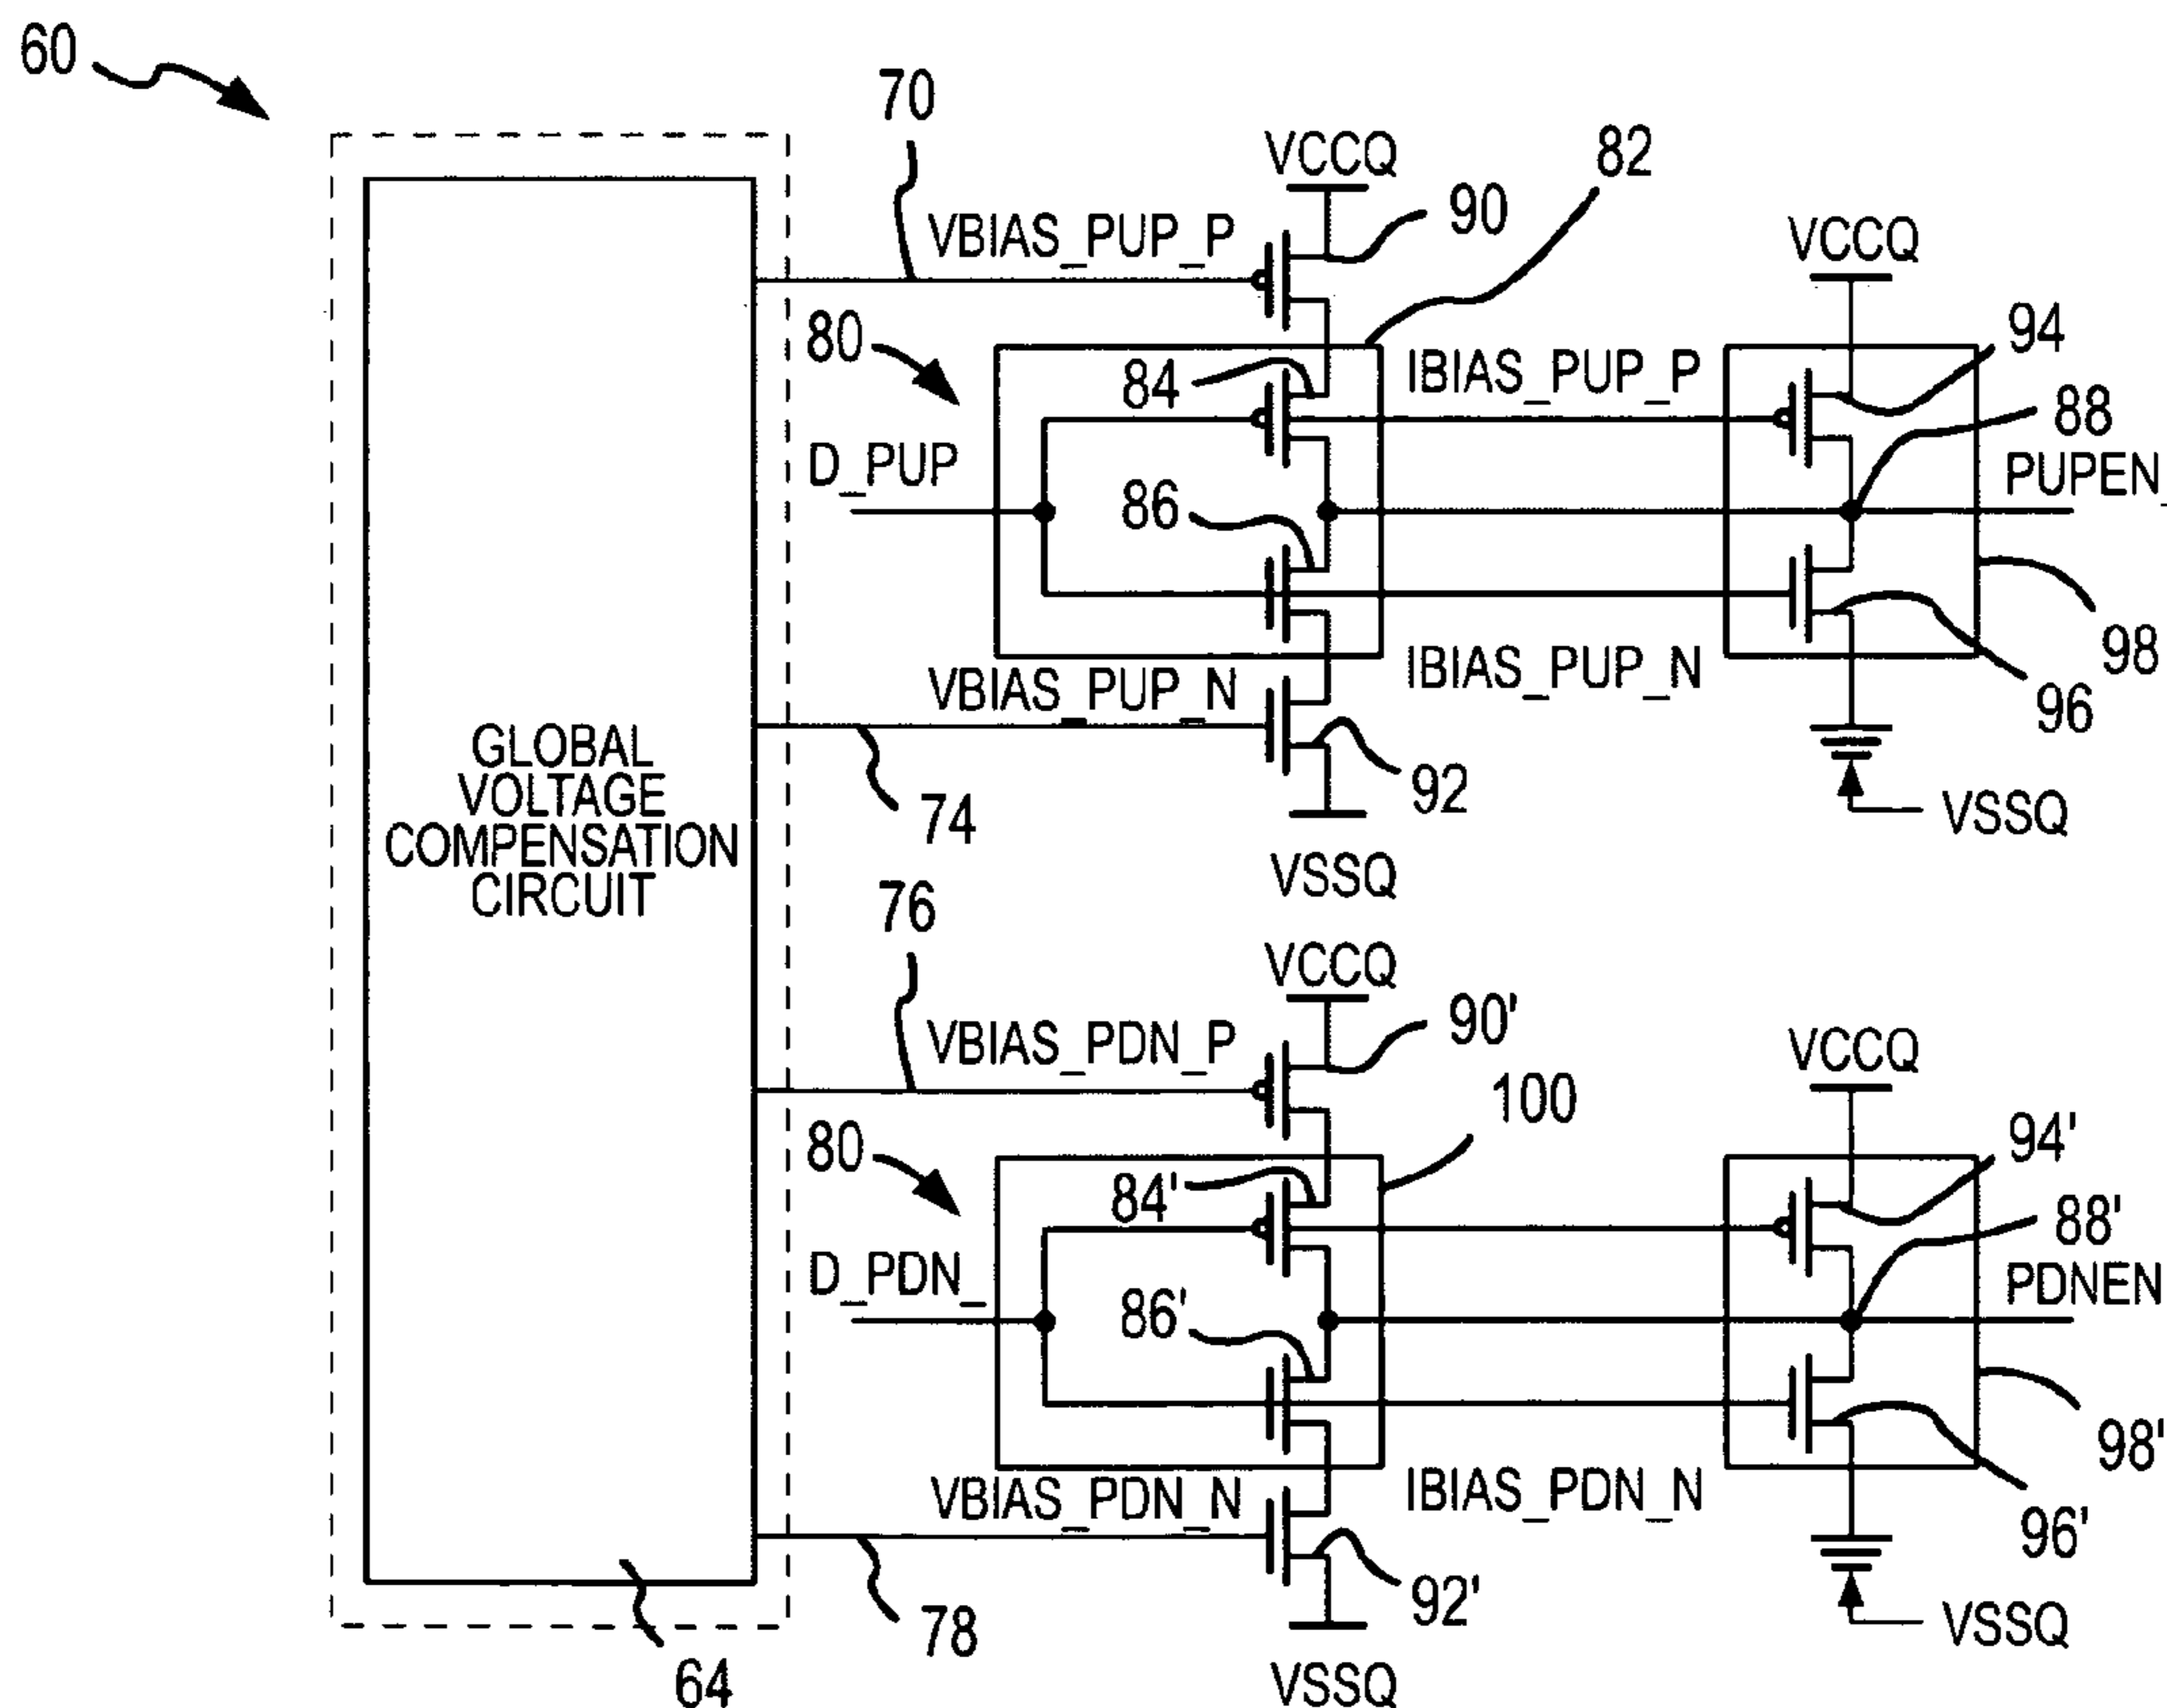 60
70
VCCQ
82
VBIAS_PUP_P
90
VCCQ
80
84
IBIAS_PUP_P
94
88
D_PUP
86
PUPEN_
VBIAS_PUP_N
IBIAS_PUP_N
98
96
GLOBAL
VOLTAGE
COMPENSATION
CIRCUIT
74
92
VSSQ
VSSQ
76
VCCQ
VBIAS_PDN_P
90'
100
VCCQ
80
84'
94'
88'
D_PDN_
86'
PDNEN
VBIAS_PDN_N
IBIAS_PDN_N
98'
96'
78
92'
VSSQ
64
VSSQ